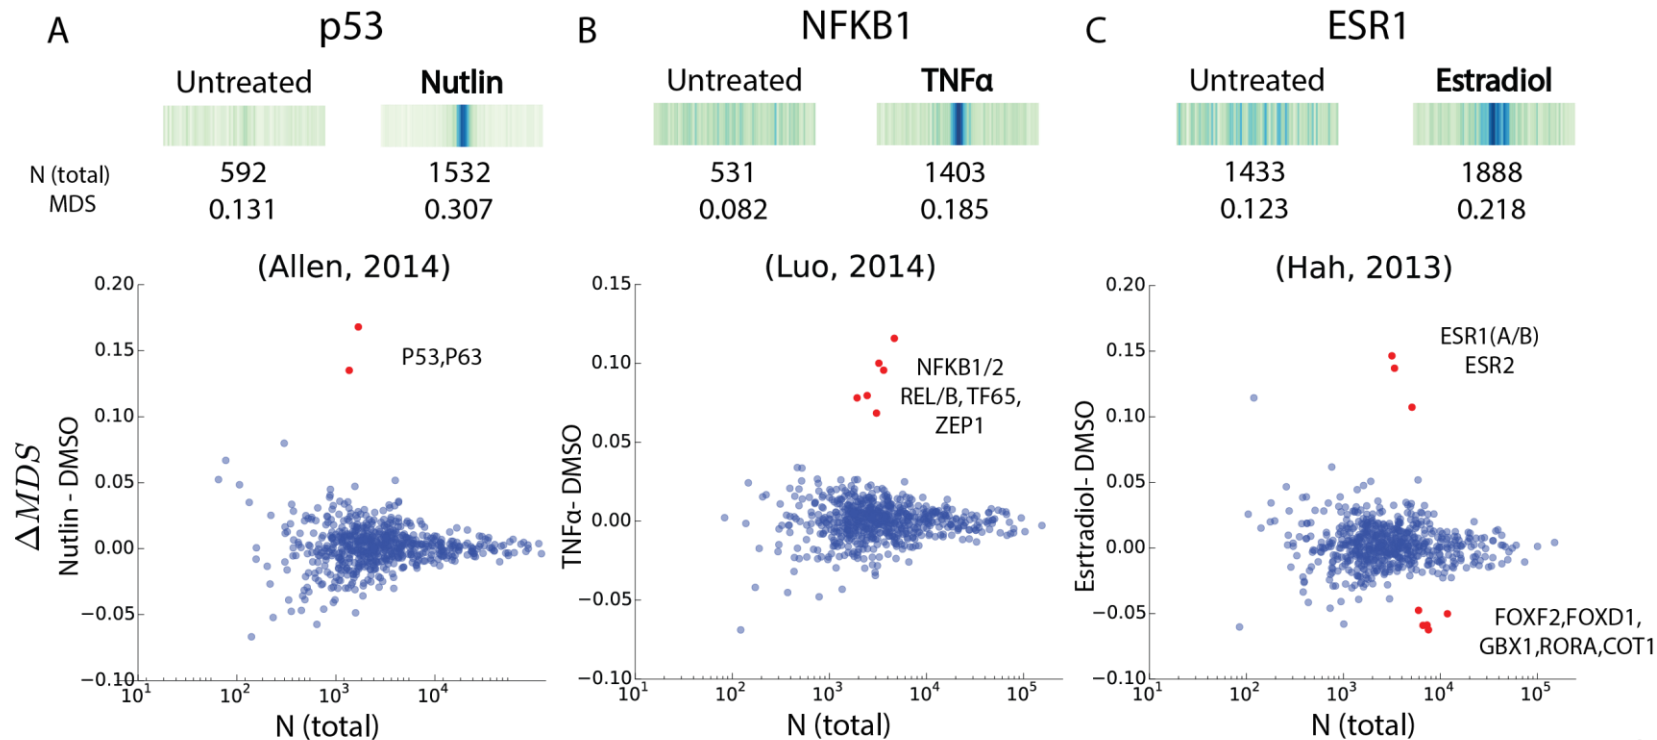 A
p53
Untreated
Nutlin
N (total)
592
1532
MDS
0.131
0.307
(Allen, 2014)
0.20
0.15
0.10
0.05
0.00
−0.05
−0.10
P53,P63
ΔMDS
Nutlin - DMSO
10¹
10²
10³
10⁴
N (total)
B
NFKB1
Untreated
TNFα
531
1403
0.082
0.185
(Luo, 2014)
0.15
0.10
0.05
0.00
−0.05
−0.10
NFKB1/2
REL/B, TF65,
ZEP1
TNFα- DMSO
10¹
10²
10³
10⁴
10⁵
N (total)
C
ESR1
Untreated
Estradiol
1433
1888
0.123
0.218
(Hah, 2013)
0.20
0.15
0.10
0.05
0.00
−0.05
−0.10
ESR1(A/B)
ESR2
FOXF2,FOXD1,
GBX1,RORA,COT1
Esrtradiol- DMSO
10¹
10²
10³
10⁴
10⁵
N (total)